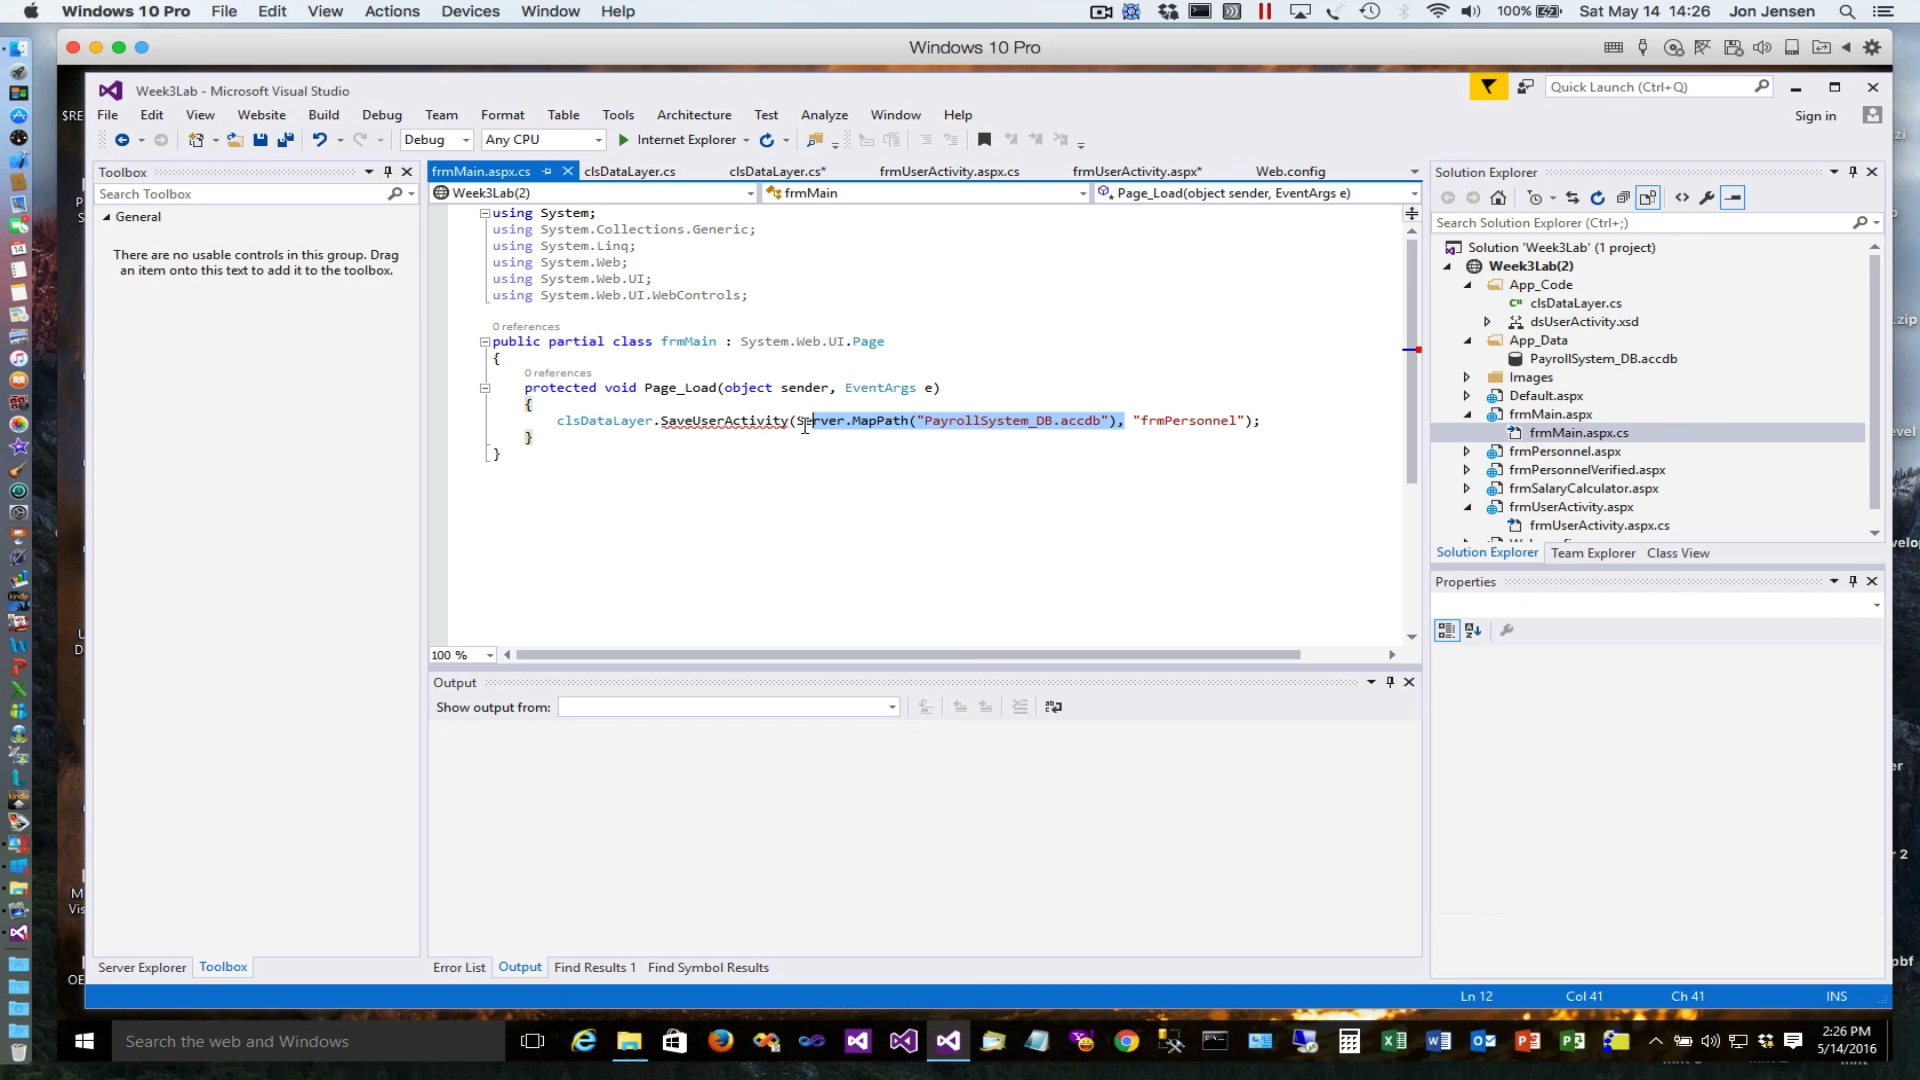 Windows 10 Pro File Edit View Actions Devices Window Help 100% Sat May 14 14:26 Jon Jensen
Windows 10 Pro
$RE
Week3Lab - Microsoft Visual Studio
Quick Launch (Ctrl+Q)
File Edit View Website Build Debug Team Format Table Tools Architecture Test Analyze Window Help
Sign in
Debug Any CPU Internet Explorer
Toolbox
Search Toolbox
General
There are no usable controls in this group. Drag
an item onto this text to add it to the toolbox.
frmMain.aspx.cs clsDataLayer.cs clsDataLayer.cs* frmUserActivity.aspx.cs frmUserActivity.aspx* Web.config
Week3Lab(2) frmMain Page_Load(object sender, EventArgs e)
using System;
using System.Collections.Generic;
using System.Linq;
using System.Web;
using System.Web.UI;
using System.Web.UI.WebControls;
0 references
public partial class frmMain : System.Web.UI.Page
{
0 references
protected void Page_Load(object sender, EventArgs e)
{
clsDataLayer.SaveUserActivity(Server.MapPath("PayrollSystem_DB.accdb"), "frmPersonnel");
}
}
100 %
Output
Show output from:
Server Explorer Toolbox
Error List Output Find Results 1 Find Symbol Results
Solution Explorer
Search Solution Explorer (Ctrl+;)
Solution 'Week3Lab' (1 project)
Week3Lab(2)
App_Code
clsDataLayer.cs
dsUserActivity.xsd
App_Data
PayrollSystem_DB.accdb
Images
Default.aspx
frmMain.aspx
frmMain.aspx.cs
frmPersonnel.aspx
frmPersonnelVerified.aspx
frmSalaryCalculator.aspx
frmUserActivity.aspx
frmUserActivity.aspx.cs
Solution Explorer Team Explorer Class View
Properties
Ln 12 Col 41 Ch 41 INS
Search the web and Windows
2:26 PM
5/14/2016